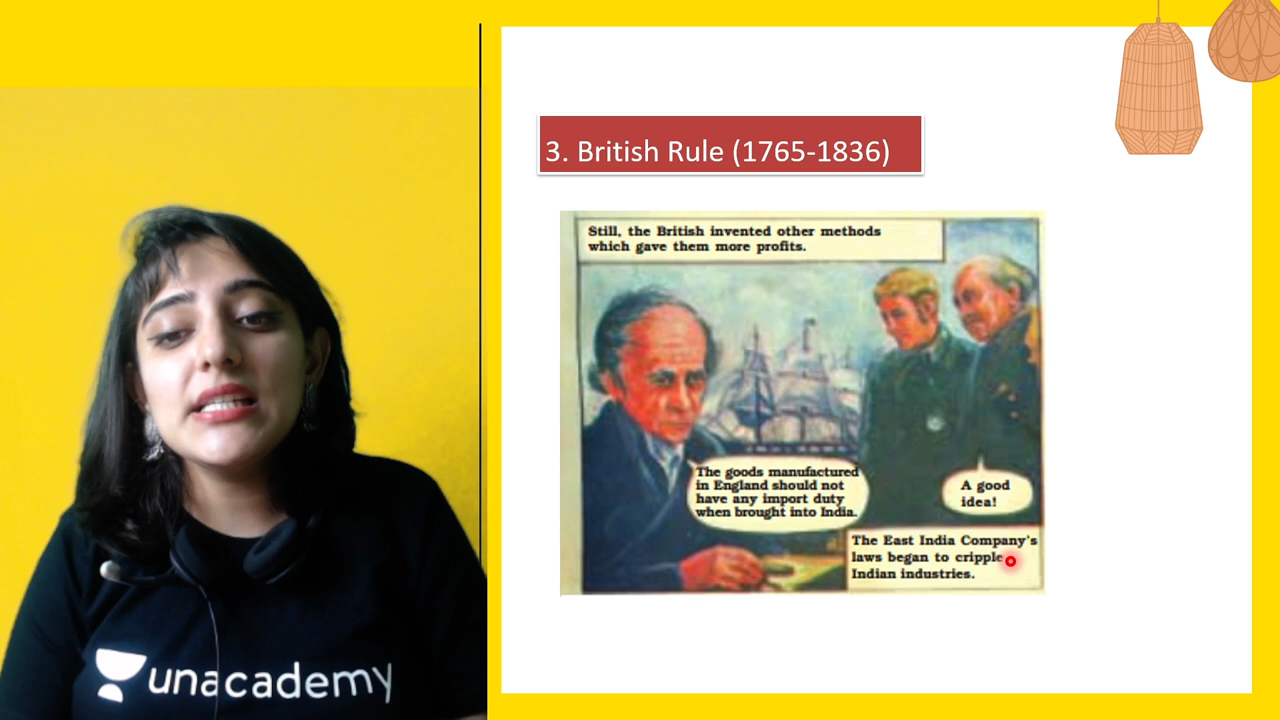 3. British Rule (1765-1836)
Still, the British invented other methods
which gave them more profits.
The goods manufactured
in England should not
have any import duty
when brought into India.
A good
idea!
The East India Company's
laws began to cripple
Indian industries.
unacademy